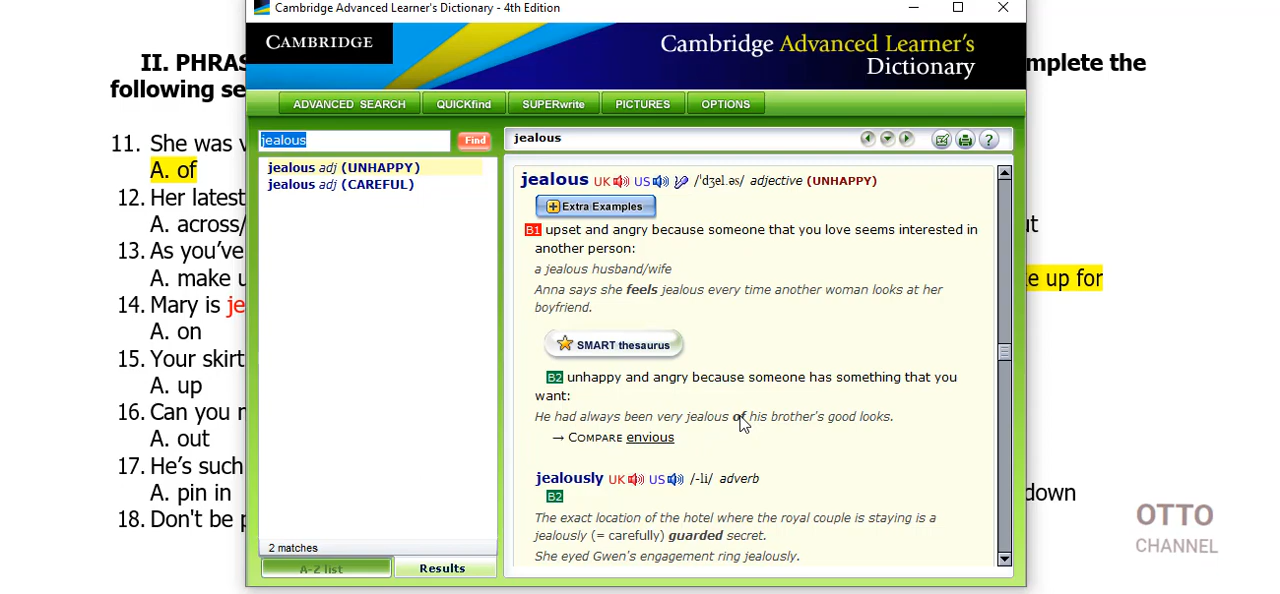 Cambridge Advanced Learner's Dictionary - 4th Edition
CAMBRIDGE
Cambridge Advanced Learner's
Dictionary
ADVANCED SEARCH QUICKfind SUPERwrite PICTURES OPTIONS
jealous Find
jealous adj (UNHAPPY)
jealous adj (CAREFUL)
2 matches
A-Z list Results
jealous
jealous UK US /ˈdʒel.əs/ adjective (UNHAPPY)
Extra Examples
B1 upset and angry because someone that you love seems interested in
another person:
a jealous husband/wife
Anna says she feels jealous every time another woman looks at her
boyfriend.
SMART thesaurus
B2 unhappy and angry because someone has something that you
want:
He had always been very jealous of his brother's good looks.
→ COMPARE envious
jealously UK US /-li/ adverb
B2
The exact location of the hotel where the royal couple is staying is a
jealously (= carefully) guarded secret.
She eyed Gwen's engagement ring jealously.
II. PHRAS mplete the
following se
11. She was v
A. of
12. Her latest
A. across/ ut
13. As you've
A. make u e up for
14. Mary is je
A. on
15. Your skirt
A. up
16. Can you m
A. out
17. He's such
A. pin in down
18. Don't be p
OTTO
CHANNEL